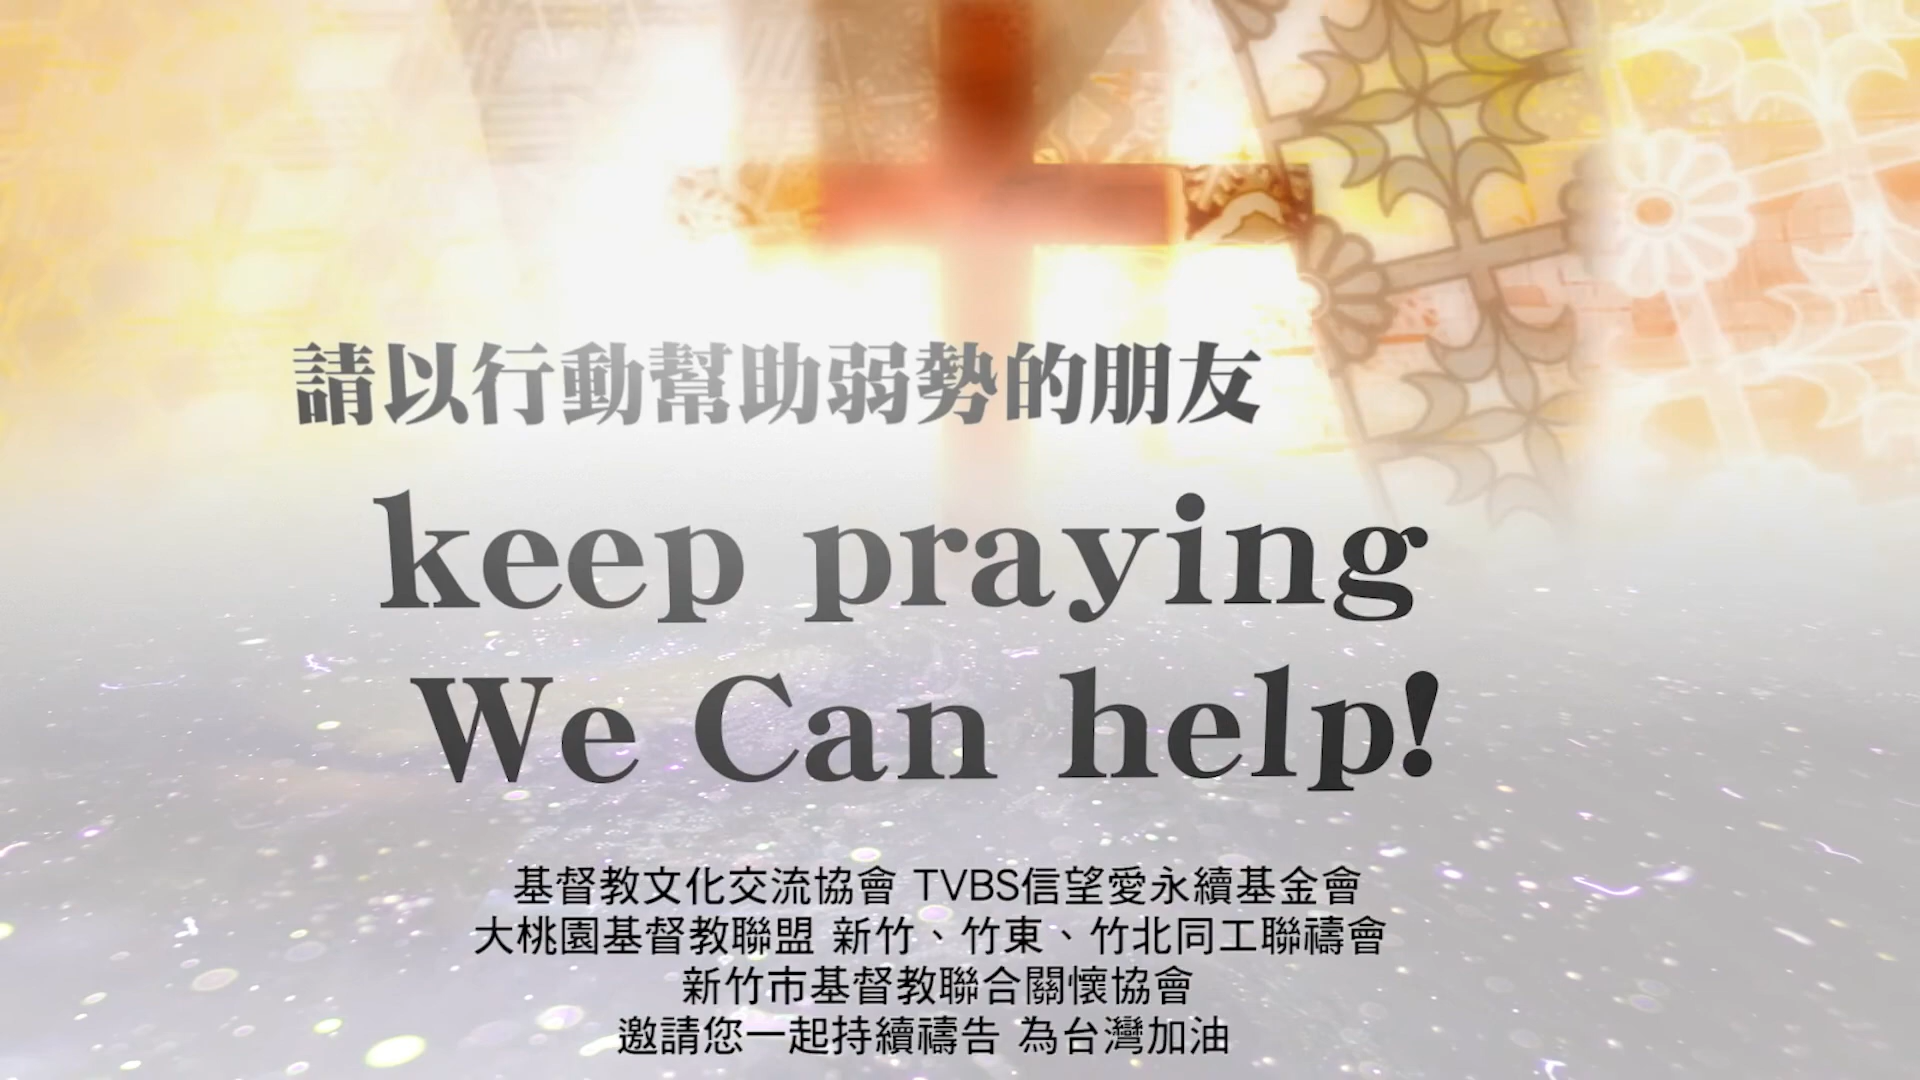 請以行動幫助弱勢的朋友
keep praying
We Can help!
基督教文化交流協會 TVBS信望愛永續基金會
大桃園基督教聯盟 新竹、竹東、竹北同工聯禱會
新竹市基督教聯合關懷協會
邀請您一起持續禱告 為台灣加油